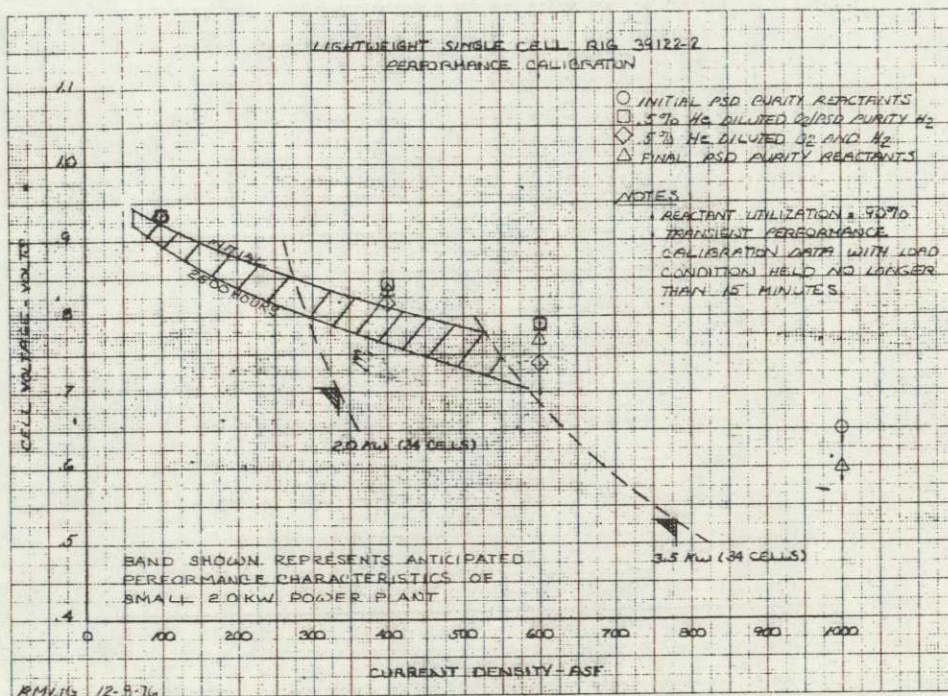 LIGHTWEIGHT SINGLE CELL RIG 39122-2
PERFORMANCE CALIBRATON
○ INITIAL PSD PURITY REACTANTS
□ .5% He DILUTED O2/PSD PURITY H2
◇ .5% He DILUTED O2 AND H2
△ FINAL PSD PURITY REACTANTS
NOTES
• REACTANT UTILIZATION = 90%
• TRANSIENT PERFORMANCE
CALIBRATION DATA WITH LOAD
CONDITION HELD NO LONGER
THAN 15 MINUTES
CELL VOLTAGE - VOLTS
1.1
1.0
.9
.8
.7
.6
.5
.4
INITIAL
2500 HOURS
2.0 KW (34 CELLS)
3.5 KW (34 CELLS)
BAND SHOWN REPRESENTS ANTICIPATED
PERFORMANCE CHARACTERISTICS OF
SMALL 2.0 KW POWER PLANT
0 100 200 300 400 500 600 700 800 900 1000
CURRENT DENSITY - ASF
12-9-76